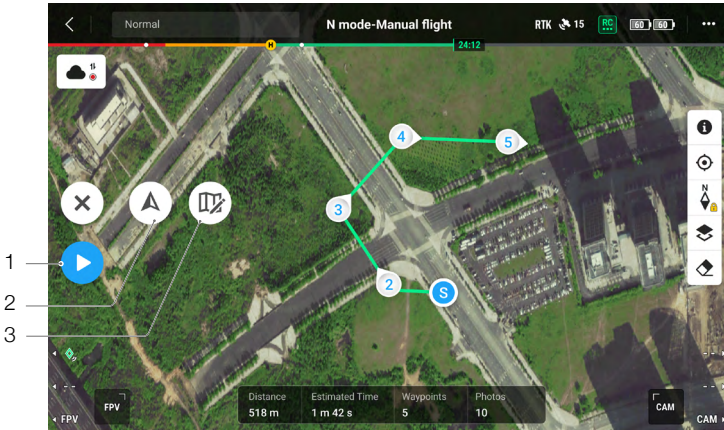 Normal
N mode-Manual flight
RTK 15 RC 60 60
H 24:12
N
4
5
3
1
2
3
2 S
Distance Estimated Time Waypoints Photos
518 m 1 m 42 s 5 10
FPV FPV
CAM CAM